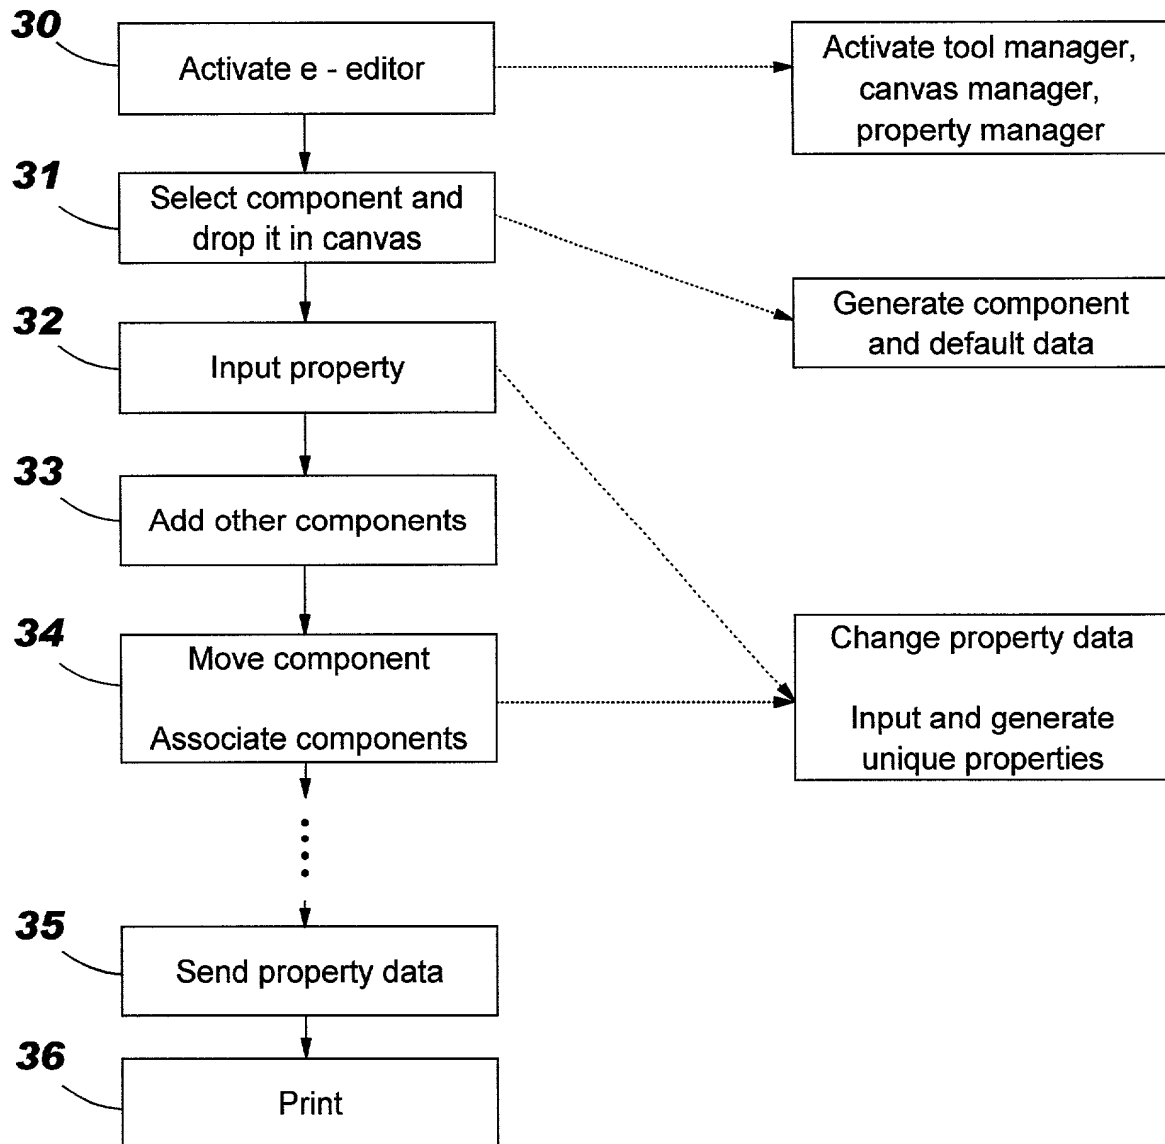 30
Activate e - editor
Activate tool manager,
canvas manager,
property manager
31
Select component and
drop it in canvas
Generate component
and default data
32
Input property
33
Add other components
34
Move component
Associate components
Change property data
Input and generate
unique properties
35
Send property data
36
Print